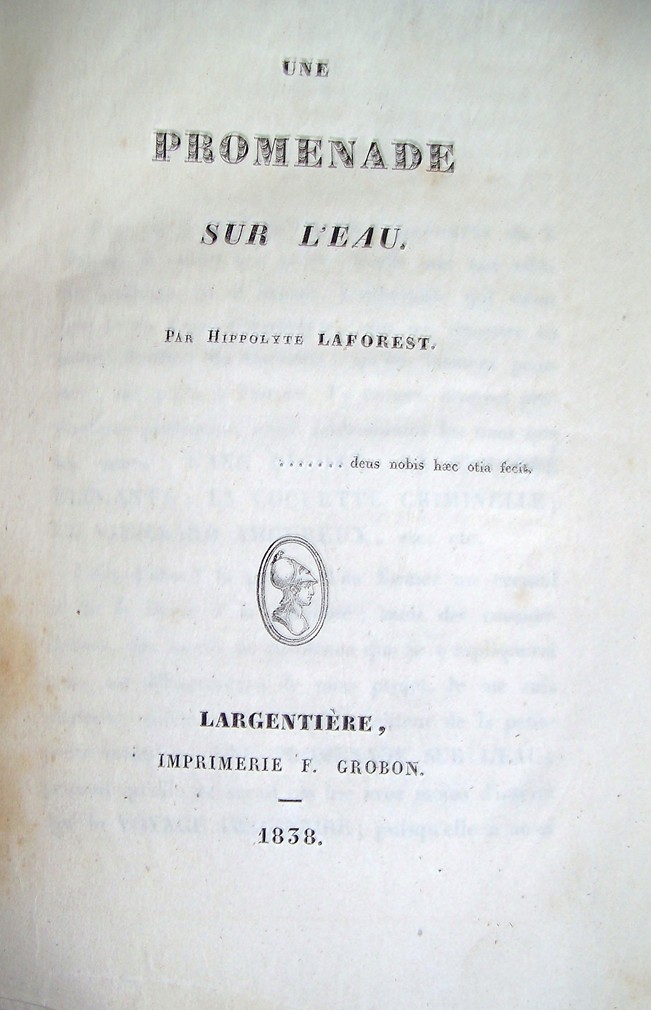 UNE
PROMENADE
SUR L'EAU.
PAR HIPPOLYTE LAFOREST.
....... deus nobis hæc otia fecit.
LARGENTIÈRE,
IMPRIMERIE F. GROBON.
1838.